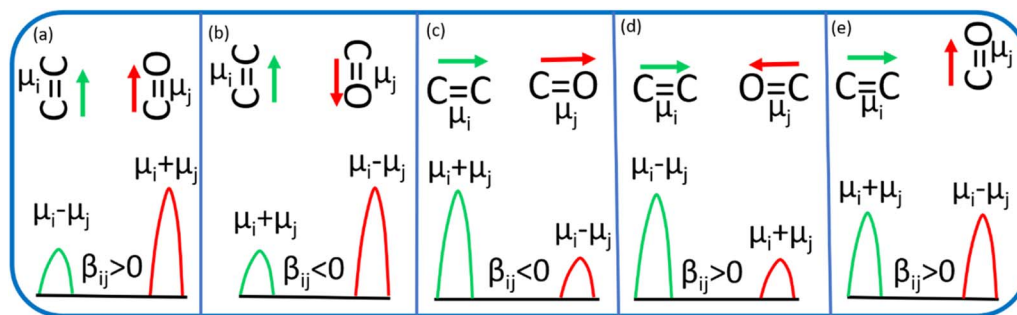 (a)
μᵢ C=C
C=O μⱼ
μᵢ+μⱼ
μᵢ-μⱼ
βᵢⱼ>0
(b)
μᵢ C=C
C=O μⱼ
μᵢ-μⱼ
μᵢ+μⱼ
βᵢⱼ<0
(c)
C=C C=O
μᵢ μⱼ
μᵢ+μⱼ
μᵢ-μⱼ
βᵢⱼ<0
(d)
C=C O=C
μᵢ μⱼ
μᵢ-μⱼ
μᵢ+μⱼ
βᵢⱼ>0
(e)
C=O μⱼ
C=C
μᵢ
μᵢ+μⱼ μᵢ-μⱼ
βᵢⱼ>0